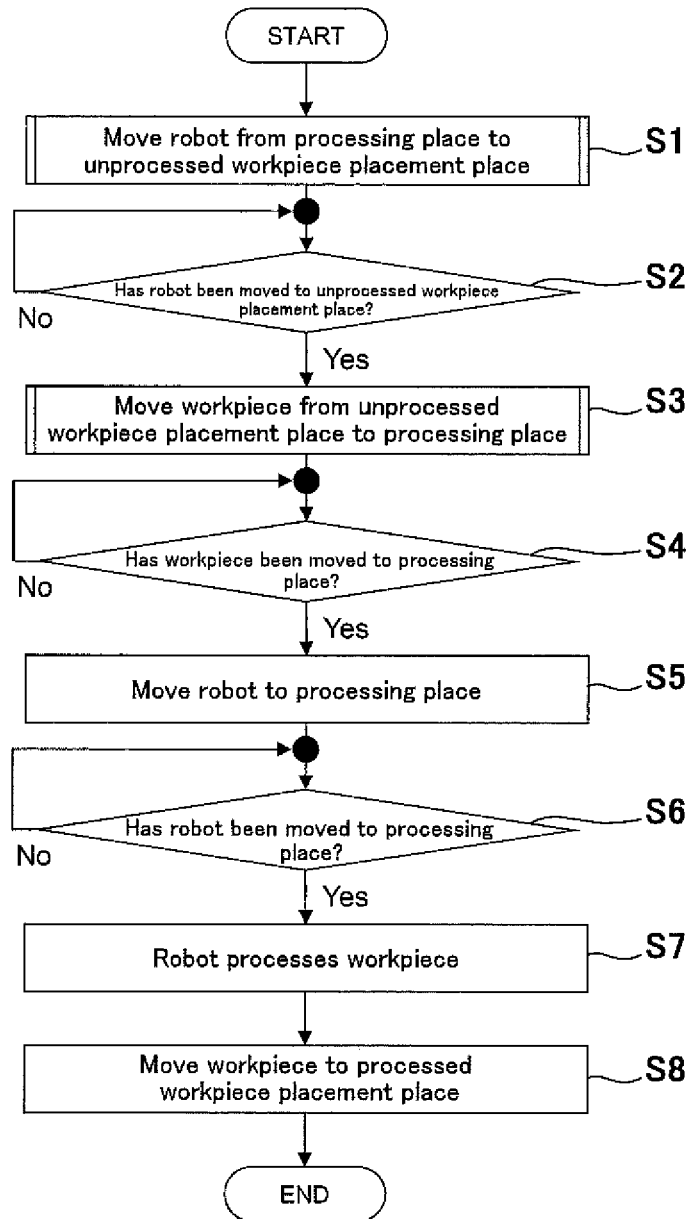 START
Move robot from processing place to
unprocessed workpiece placement place
S1
Has robot been moved to unprocessed workpiece
placement place?
S2
No
Yes
Move workpiece from unprocessed
workpiece placement place to processing place
S3
Has workpiece been moved to processing
place?
S4
No
Yes
Move robot to processing place
S5
Has robot been moved to processing
place?
S6
No
Yes
Robot processes workpiece
S7
Move workpiece to processed
workpiece placement place
S8
END